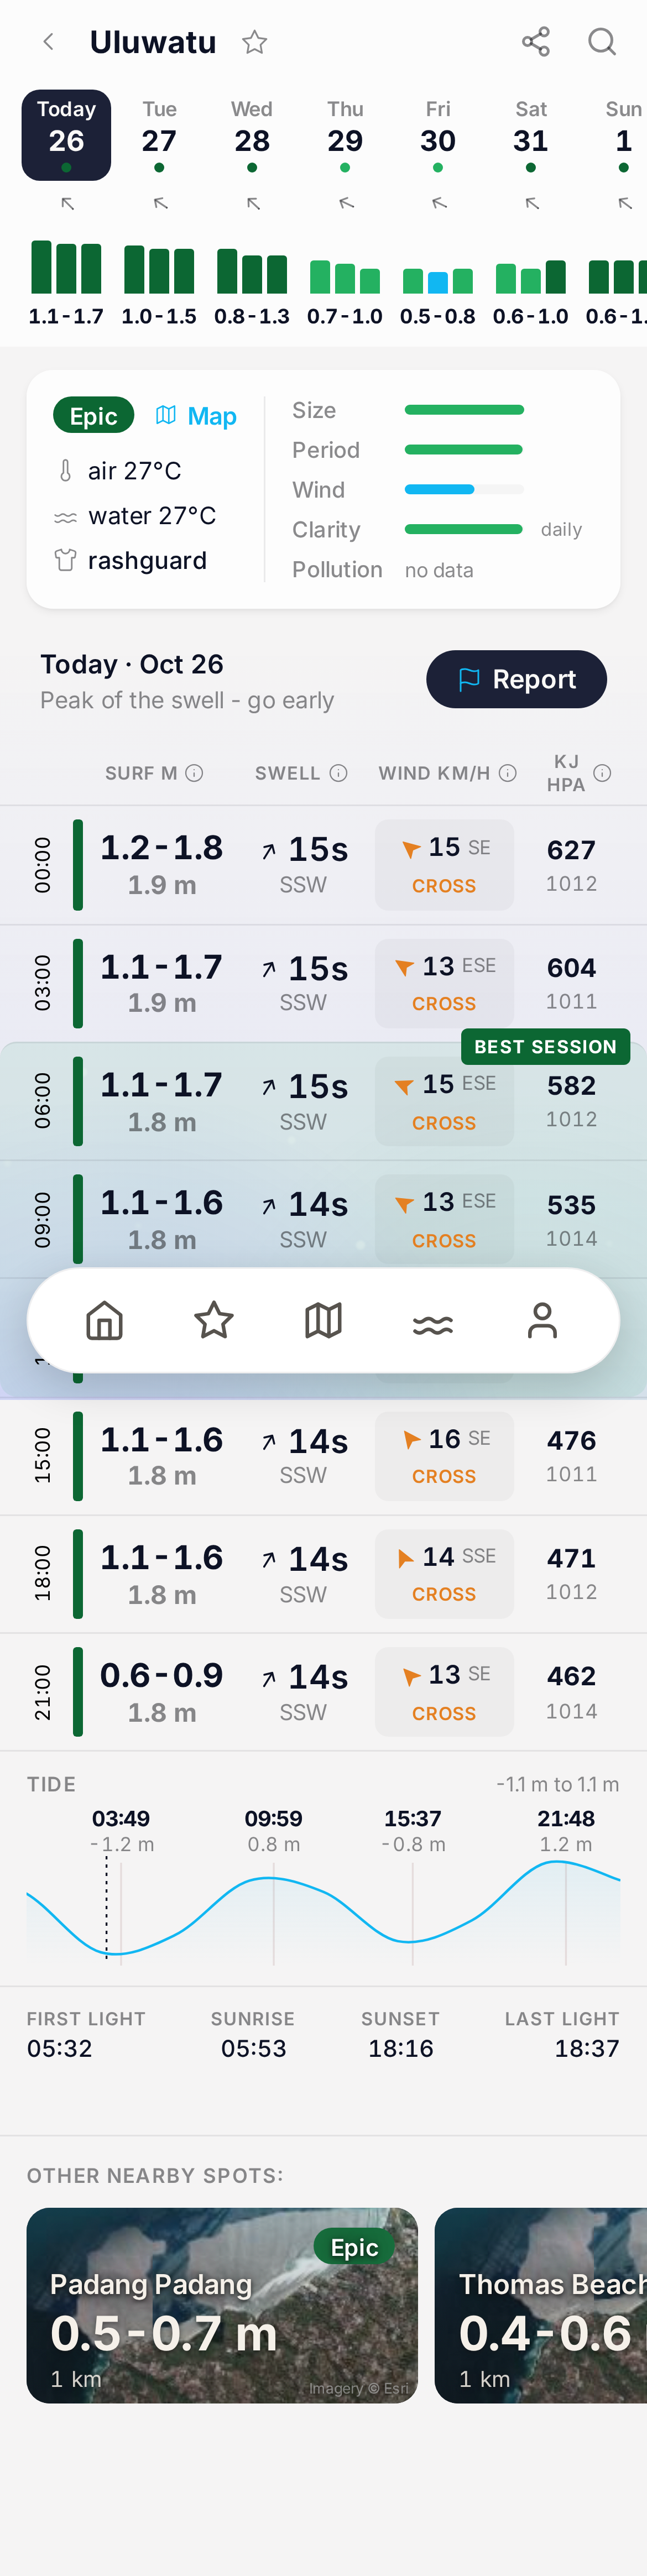 Uluwatu
Today Tue Wed Thu Fri Sat Sun
26 27 28 29 30 31 1
1.1-1.7 1.0-1.5 0.8-1.3 0.7-1.0 0.5-0.8 0.6-1.0 0.6-1.
Epic Map
air 27°C
water 27°C
rashguard
Size
Period
Wind
Clarity daily
Pollution no data
Today · Oct 26
Peak of the swell - go early
Report
SURF M SWELL WIND KM/H KJ
HPA
00:00 1.2-1.8 15s 15 SE 627
1.9 m SSW CROSS 1012
03:00 1.1-1.7 15s 13 ESE 604
1.9 m SSW CROSS 1011
BEST SESSION
06:00 1.1-1.7 15s 15 ESE 582
1.8 m SSW CROSS 1012
09:00 1.1-1.6 14s 13 ESE 535
1.8 m SSW CROSS 1014
15:00 1.1-1.6 14s 16 SE 476
1.8 m SSW CROSS 1011
18:00 1.1-1.6 14s 14 SSE 471
1.8 m SSW CROSS 1012
21:00 0.6-0.9 14s 13 SE 462
1.8 m SSW CROSS 1014
TIDE -1.1 m to 1.1 m
03:49 09:59 15:37 21:48
-1.2 m 0.8 m -0.8 m 1.2 m
FIRST LIGHT SUNRISE SUNSET LAST LIGHT
05:32 05:53 18:16 18:37
OTHER NEARBY SPOTS:
Epic
Padang Padang
0.5-0.7 m
1 km
Imagery © Esri
Thomas Beach
0.4-0.6
1 km